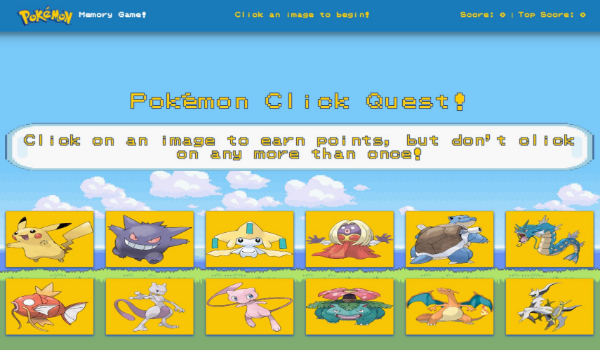 Pokémon Memory Game! Click an image to begin! Score: 0 | Top Score: 0
Pokémon Click Quest!
Click on an image to earn points, but don't click
on any more than once!